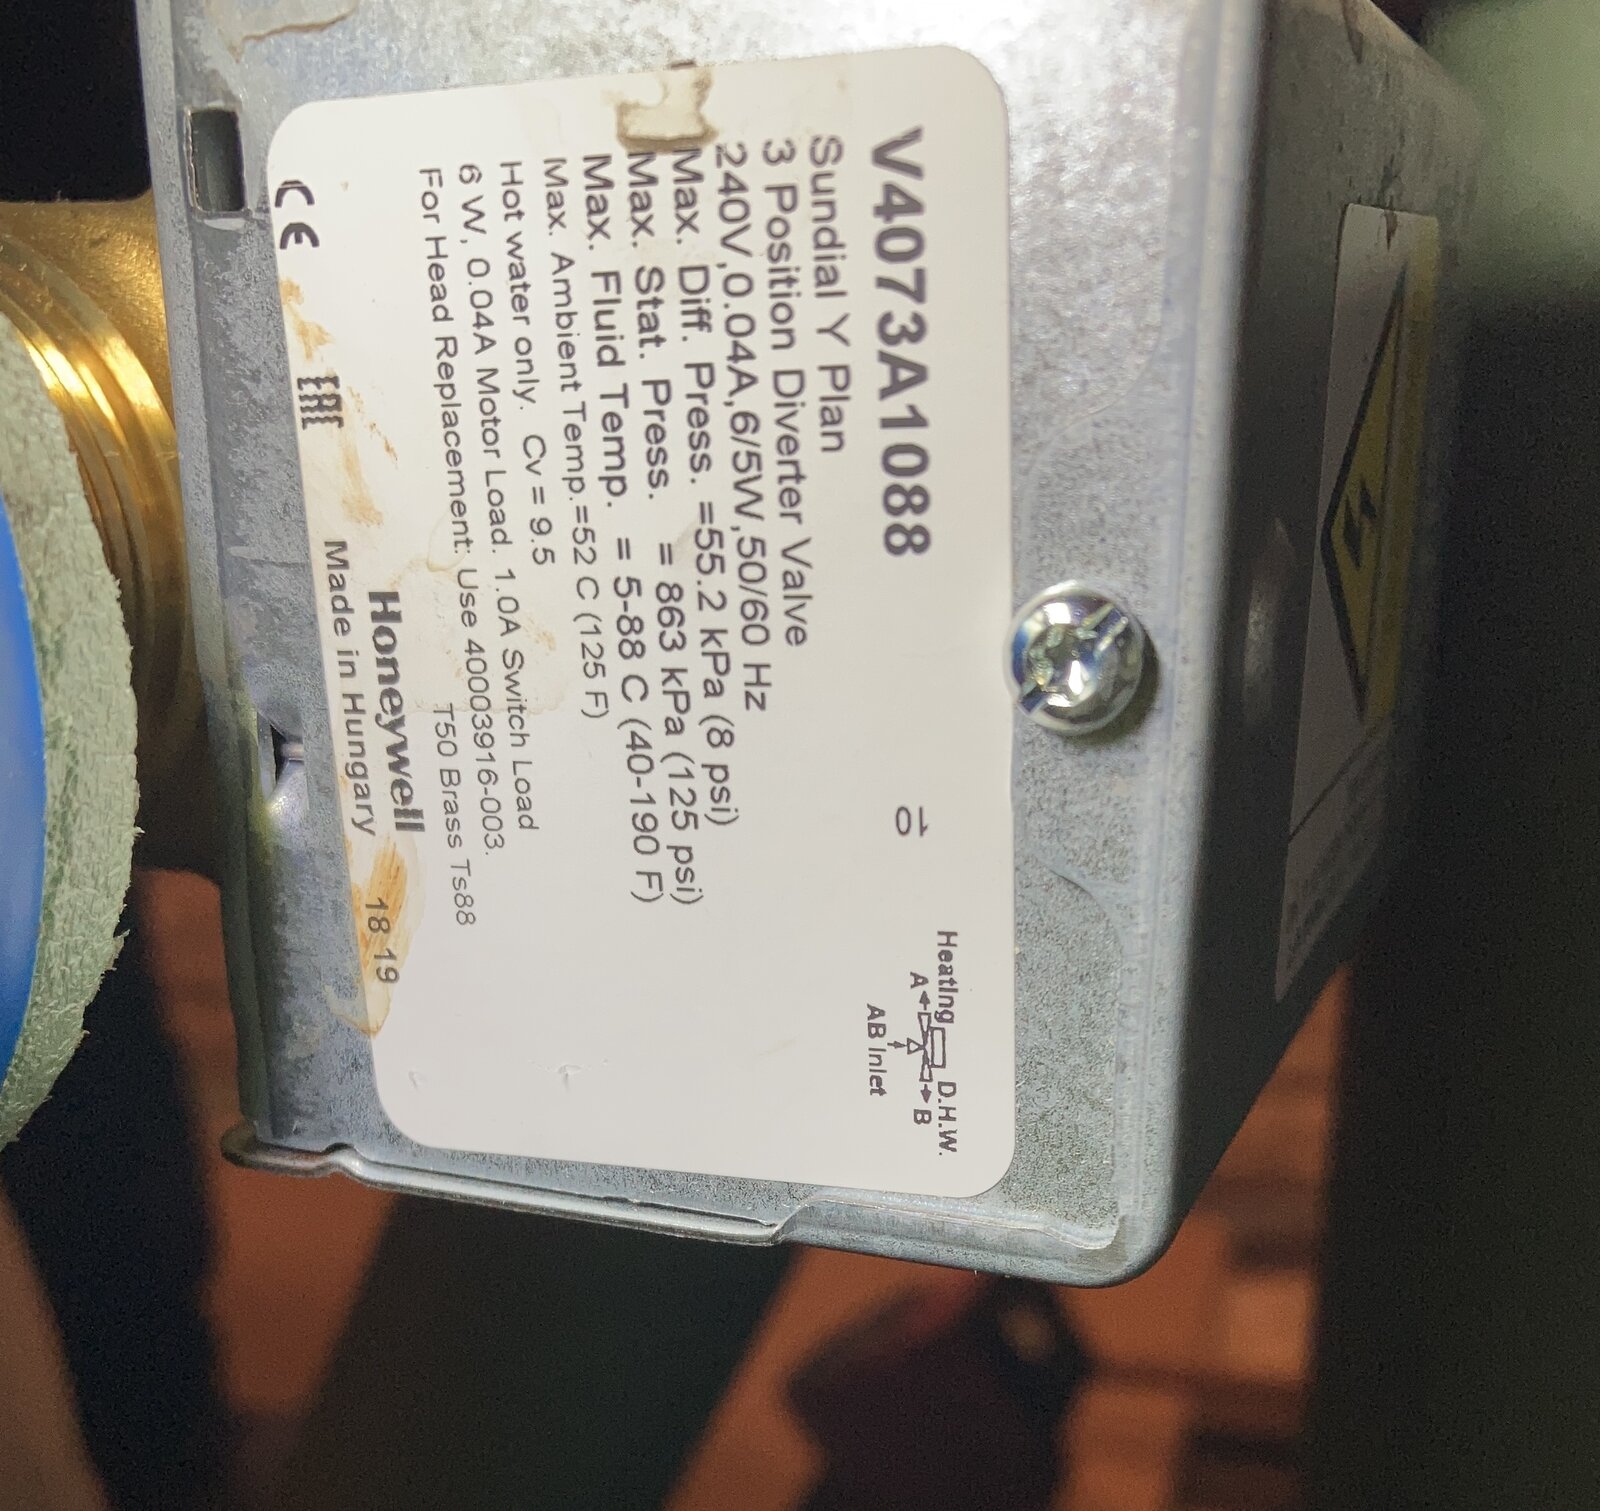 V4073A1088
Sundial Y Plan
3 Position Diverter Valve
240V,0.04A,6/5W,50/60 Hz
Max. Diff. Press. =55.2 kPa (8 psi)
Max. Stat. Press. = 863 kPa (125 psi)
Max. Fluid Temp. = 5-88 C (40-190 F)
Max. Ambient Temp.=52 C (125 F)
Hot water only. Cv = 9.5
6 W, 0.04A Motor Load. 1.0A Switch Load
For Head Replacement: Use 40003916-003.
T50 Brass Ts88
Honeywell
Made in Hungary 18 19
CE EAC
Heating D.H.W.
A B
AB Inlet